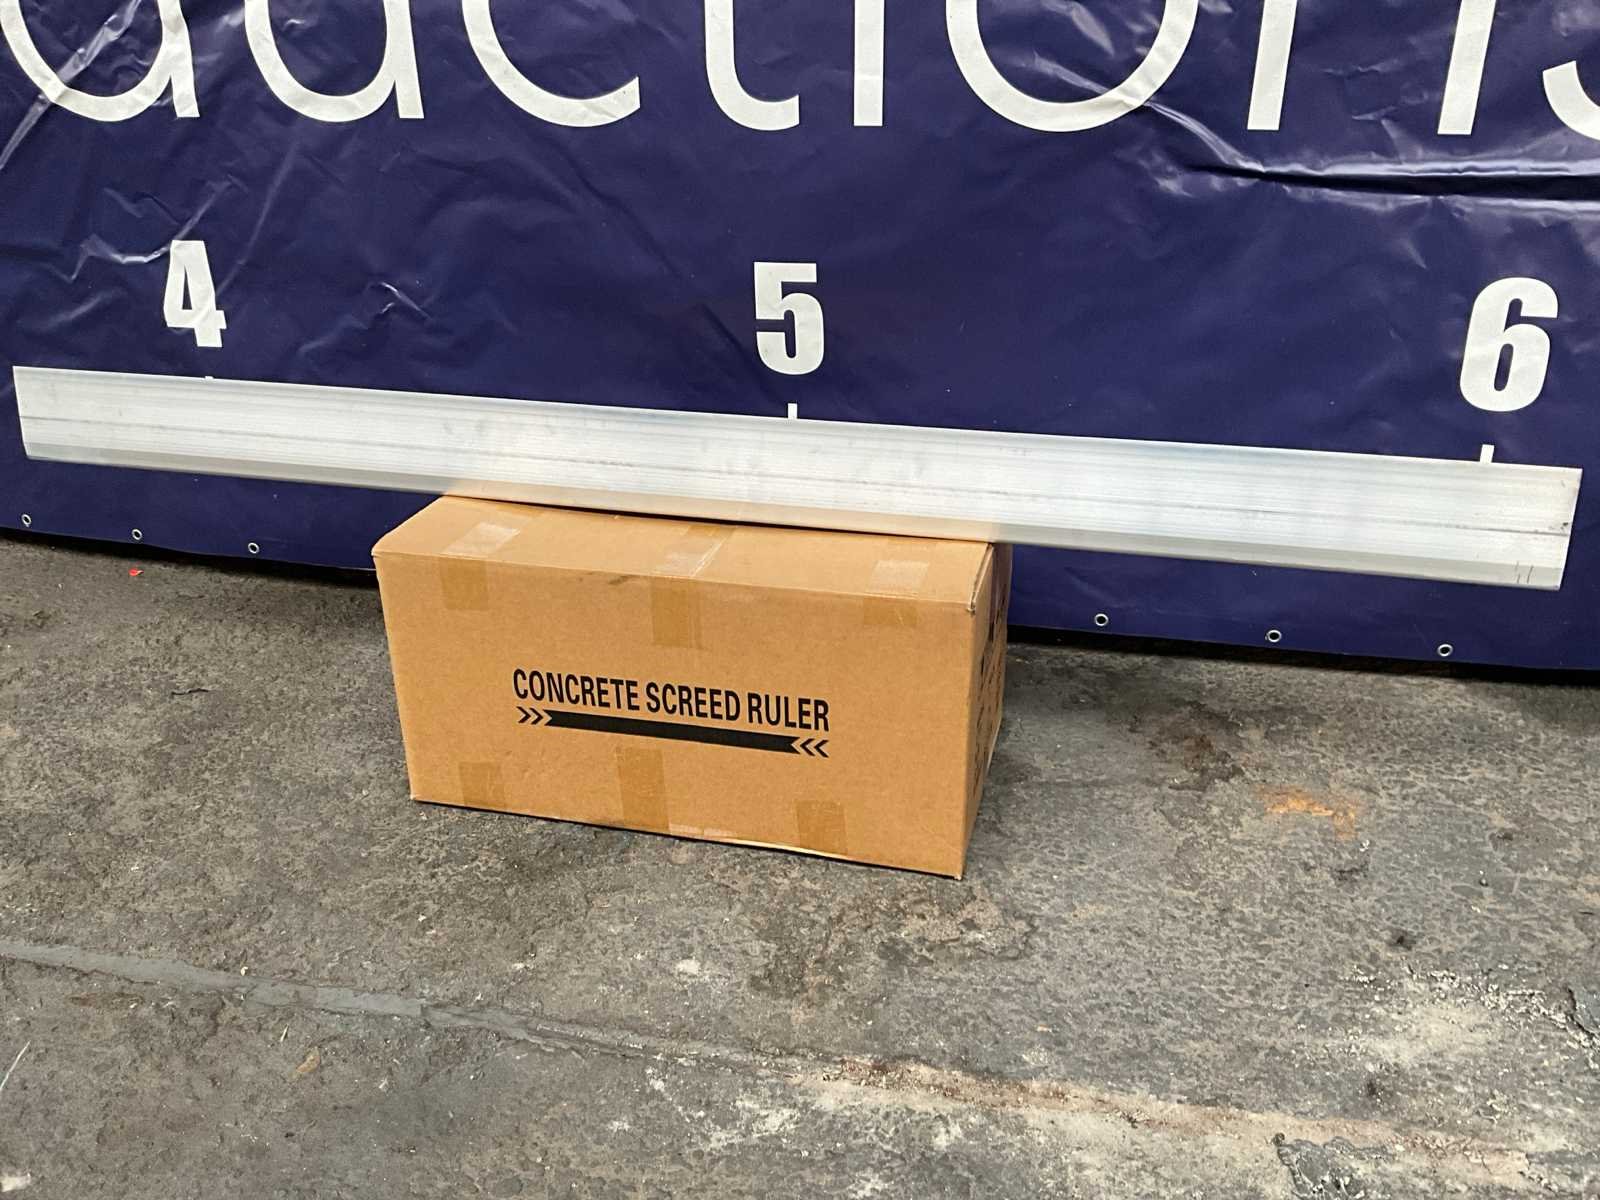 auctions
4 5 6
CONCRETE SCREED RULER